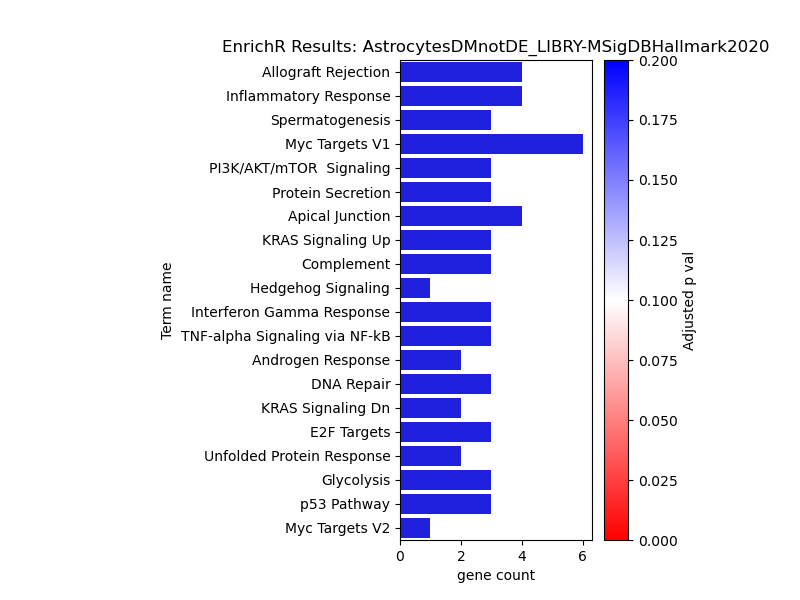 EnrichR Results: AstrocytesDMnotDE_LIBRY-MSigDBHallmark2020
Term name
Allograft Rejection
Inflammatory Response
Spermatogenesis
Myc Targets V1
PI3K/AKT/mTOR  Signaling
Protein Secretion
Apical Junction
KRAS Signaling Up
Complement
Hedgehog Signaling
Interferon Gamma Response
TNF-alpha Signaling via NF-kB
Androgen Response
DNA Repair
KRAS Signaling Dn
E2F Targets
Unfolded Protein Response
Glycolysis
p53 Pathway
Myc Targets V2
0 2 4 6
gene count
0.200
0.175
0.150
0.125
0.100
0.075
0.050
0.025
0.000
Adjusted p val